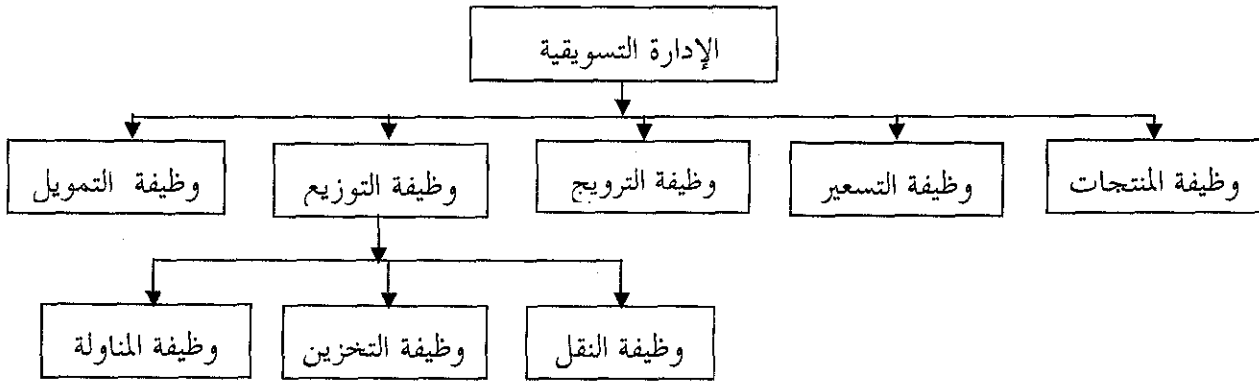 الإدارة التسويقية
وظيفة المنتجات
وظيفة التسعير
وظيفة الترويج
وظيفة التوزيع
وظيفة التمويل
وظيفة النقل
وظيفة التخزين
وظيفة المناولة